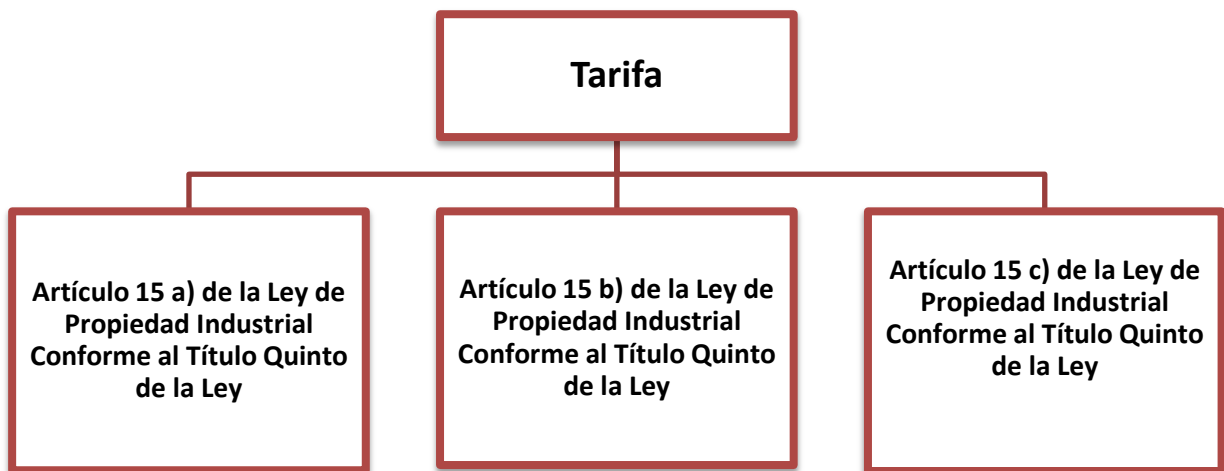 Tarifa
Artículo 15 a) de la Ley de
Propiedad Industrial
Conforme al Título Quinto
de la Ley
Artículo 15 b) de la Ley de
Propiedad Industrial
Conforme al Título Quinto
de la Ley
Artículo 15 c) de la Ley de
Propiedad Industrial
Conforme al Título Quinto
de la Ley